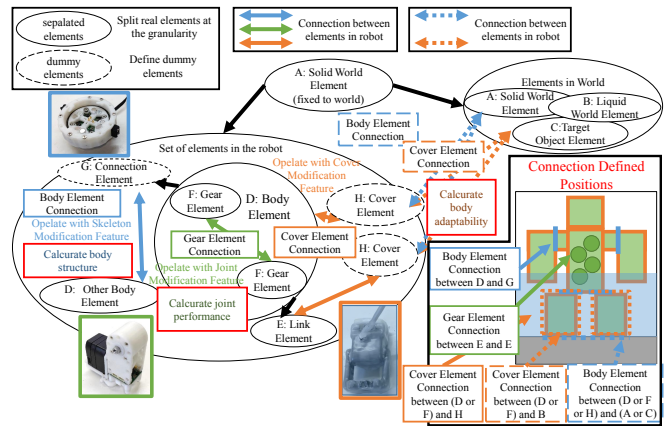 sepalated
elements
Split real elements at
the granularity
dummy
elements
Define dummy
elements
Connection between
elements in robot
Connection between
elements in robot
A: Solid World
Element
(fixed to world)
Elements in World
A: Solid World
Element
B: Liquid
World Element
C:Target
Object Element
Body Element
Connection
Cover Element
Connection
Set of elements in the robot
G: Connection
Element
Opelate with Cover
Modification
Feature
F: Gear
Element
D: Body
Element
H: Cover
Element
Calcurate
body
adaptability
Body Element
Connection
Opelate with Skeleton
Modification Feature
Gear Element
Connection
Cover Element
Connection
H: Cover
Element
Calculate body
structure
Opelate with Joint
Modification Feature
F: Gear
Element
D: Other Body
Element
Calculate joint
performance
E: Link
Element
Connection Defined
Positions
Body Element
Connection
between D and G
Gear Element
Connection
between E and E
Cover Element
Connection
between (D or
F) and H
Cover Element
Connection
between (D or
F) and B
Body Element
Connection
between (D or F
or H) and (A or C)